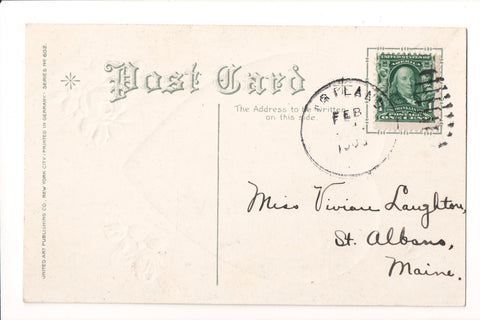 Post Card
The Address to be written
on this side.
UNITED ART PUBLISHING CO., NEW YORK CITY / PRINTED IN GERMANY. SERIES No 602.
FEB
Miss Vivian Laughton,
St. Albans,
Maine.